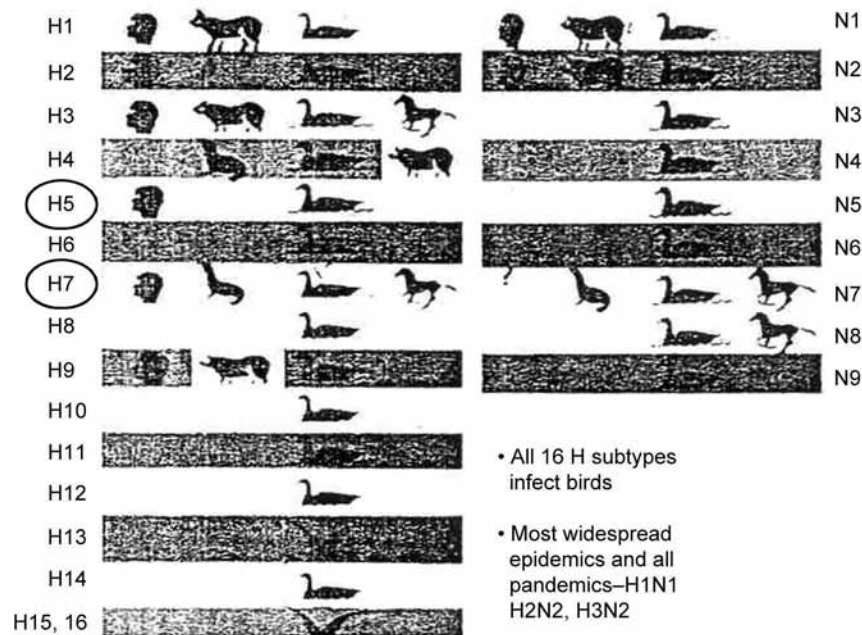 H1
H2
H3
H4
H5
H6
H7
H8
H9
H10
H11
H12
H13
H14
H15, 16
N1
N2
N3
N4
N5
N6
N7
N8
N9
?
• All 16 H subtypes
infect birds
• Most widespread
epidemics and all
pandemics–H1N1
H2N2, H3N2